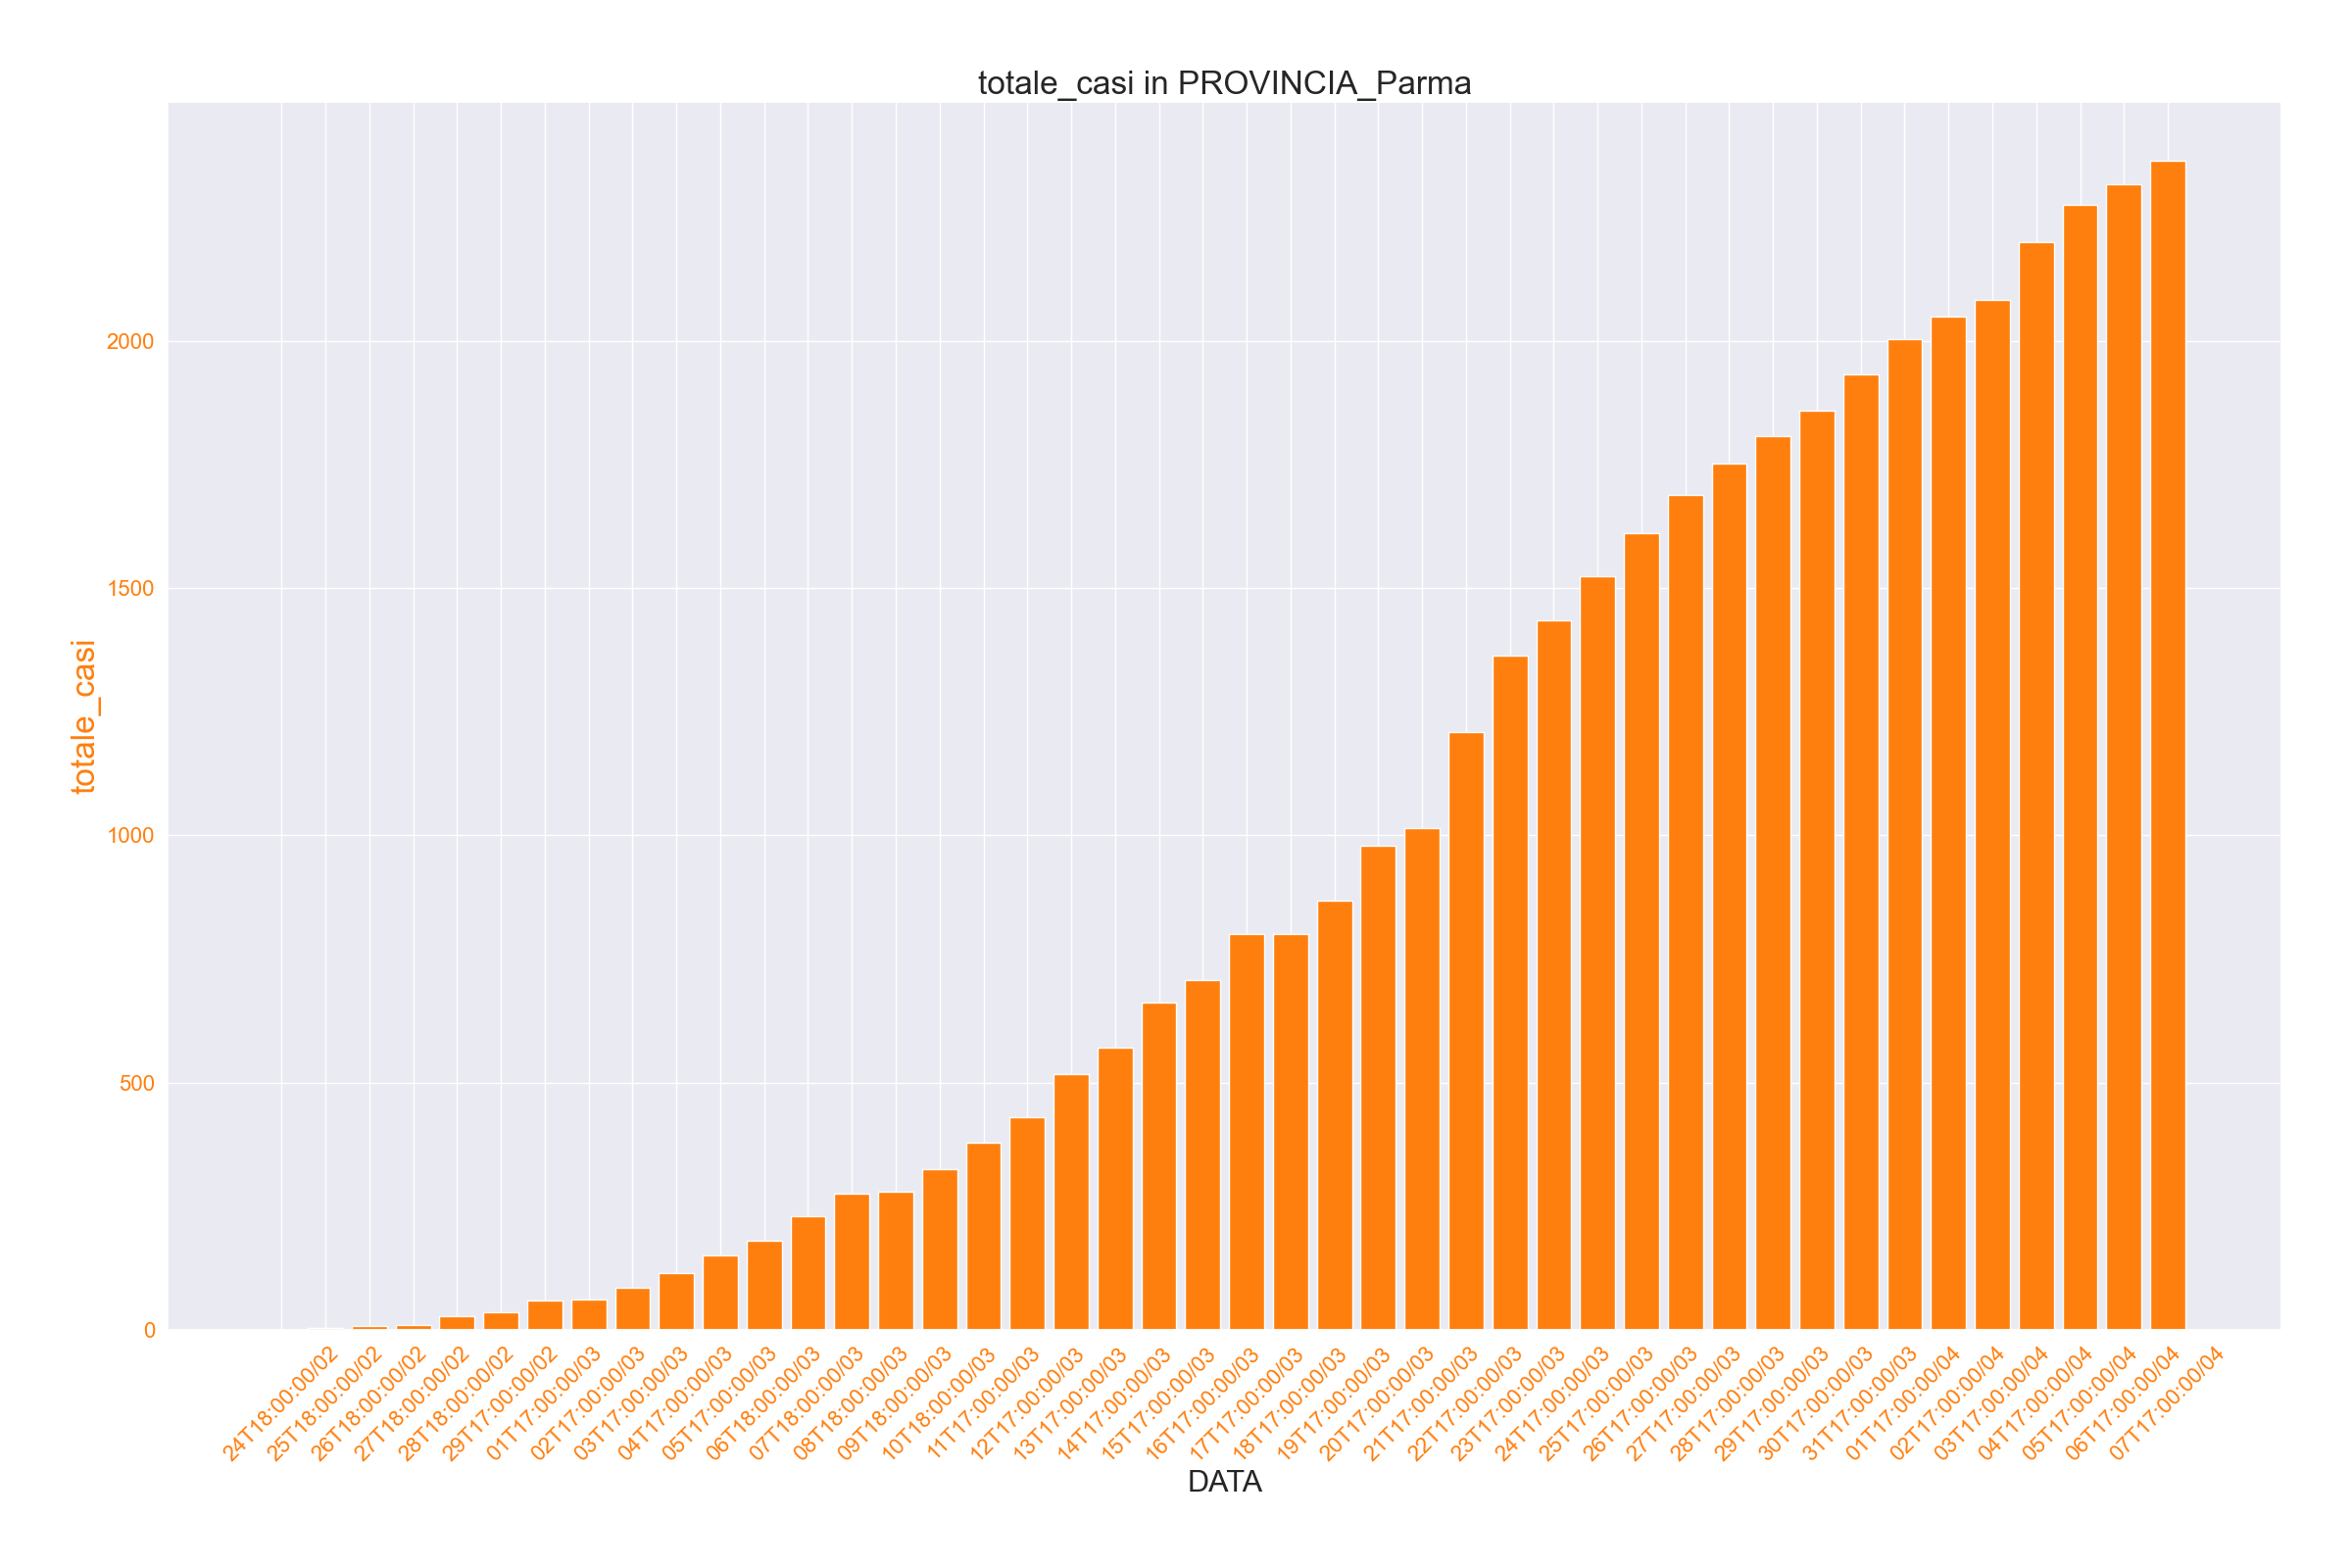 totale_casi in PROVINCIA_Parma
totale_casi
2000
1500
1000
500
0
24T18:00:00/02
25T18:00:00/02
26T18:00:00/02
27T18:00:00/02
28T18:00:00/02
29T17:00:00/02
01T17:00:00/03
02T17:00:00/03
03T17:00:00/03
04T17:00:00/03
05T17:00:00/03
06T18:00:00/03
07T18:00:00/03
08T18:00:00/03
09T18:00:00/03
10T18:00:00/03
11T17:00:00/03
12T17:00:00/03
13T17:00:00/03
14T17:00:00/03
15T17:00:00/03
16T17:00:00/03
17T17:00:00/03
18T17:00:00/03
19T17:00:00/03
20T17:00:00/03
21T17:00:00/03
22T17:00:00/03
23T17:00:00/03
24T17:00:00/03
25T17:00:00/03
26T17:00:00/03
27T17:00:00/03
28T17:00:00/03
29T17:00:00/03
30T17:00:00/03
31T17:00:00/03
01T17:00:00/04
02T17:00:00/04
03T17:00:00/04
04T17:00:00/04
05T17:00:00/04
06T17:00:00/04
07T17:00:00/04
DATA